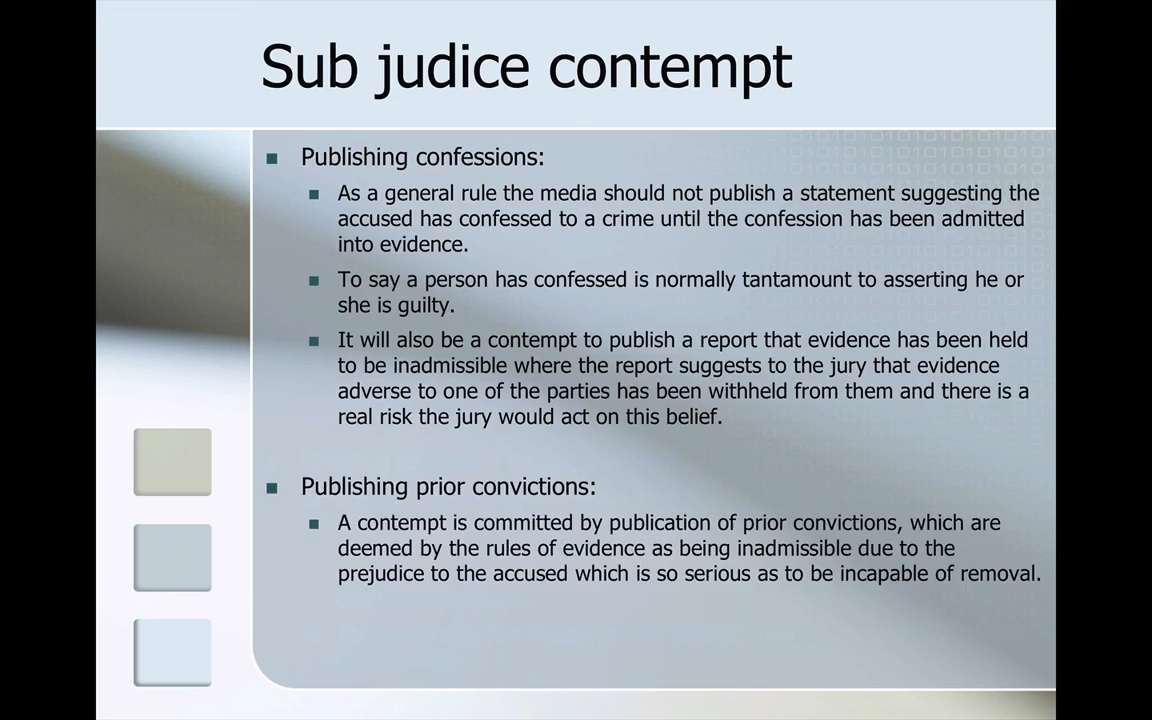 Sub judice contempt
Publishing confessions:
As a general rule the media should not publish a statement suggesting the
accused has confessed to a crime until the confession has been admitted
into evidence.
To say a person has confessed is normally tantamount to asserting he or
she is guilty.
It will also be a contempt to publish a report that evidence has been held
to be inadmissible where the report suggests to the jury that evidence
adverse to one of the parties has been withheld from them and there is a
real risk the jury would act on this belief.
Publishing prior convictions:
A contempt is committed by publication of prior convictions, which are
deemed by the rules of evidence as being inadmissible due to the
prejudice to the accused which is so serious as to be incapable of removal.